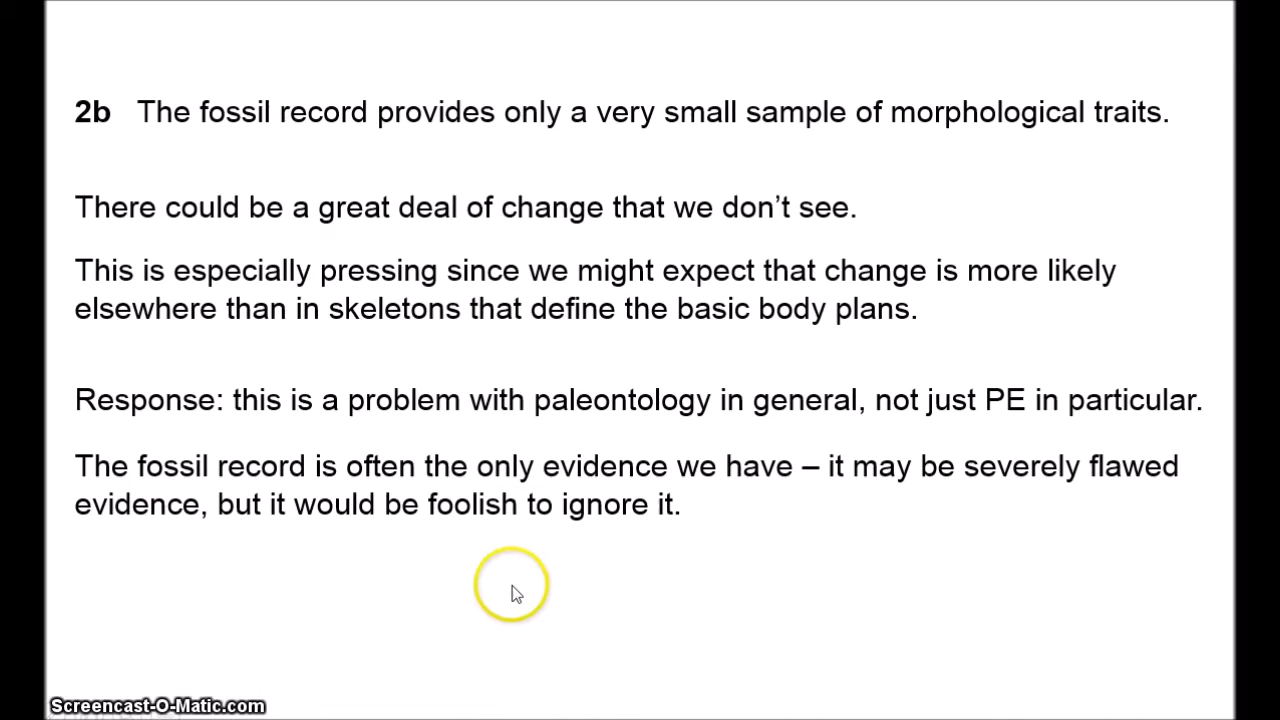 2b The fossil record provides only a very small sample of morphological traits.
There could be a great deal of change that we don’t see.
This is especially pressing since we might expect that change is more likely
elsewhere than in skeletons that define the basic body plans.
Response: this is a problem with paleontology in general, not just PE in particular.
The fossil record is often the only evidence we have – it may be severely flawed
evidence, but it would be foolish to ignore it.
Screencast-O-Matic.com